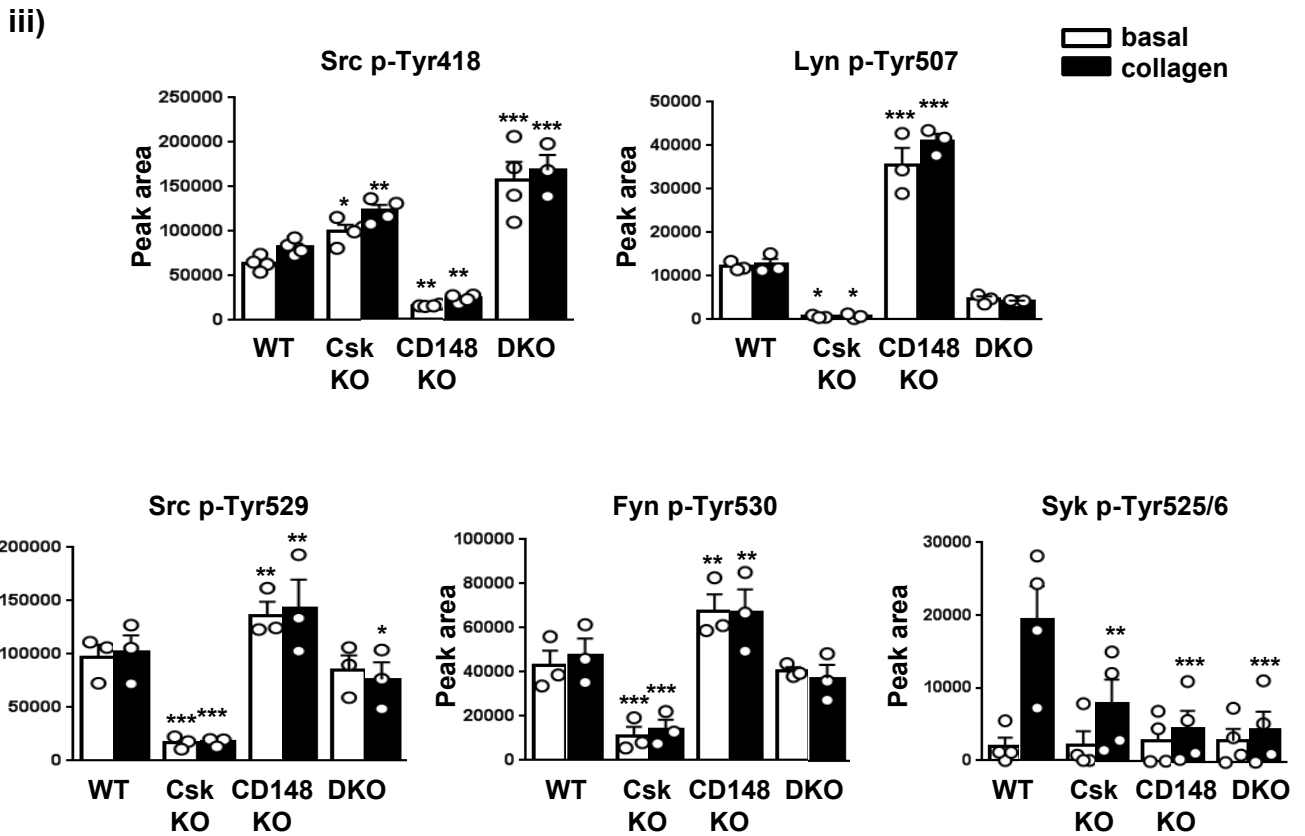 iii)
basal
collagen
Src p-Tyr418
Peak area
250000
200000
150000
100000
50000
0
* ** ** ** *** ***
WT Csk KO CD148 KO DKO
Lyn p-Tyr507
Peak area
50000
40000
30000
20000
10000
0
* * *** ***
WT Csk KO CD148 KO DKO
Src p-Tyr529
200000
150000
100000
50000
0
*** *** ** ** *
WT Csk KO CD148 KO DKO
Fyn p-Tyr530
Peak area
100000
80000
60000
40000
20000
0
*** *** ** **
WT Csk KO CD148 KO DKO
Syk p-Tyr525/6
Peak area
30000
20000
10000
0
** *** ***
WT Csk KO CD148 KO DKO